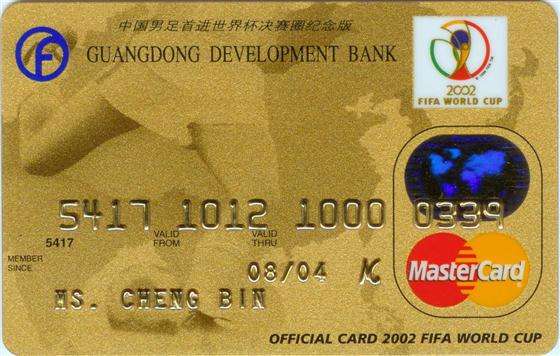 中国男足首进世界杯决赛圈纪念版
GUANGDONG DEVELOPMENT BANK
2002
FIFA WORLD CUP
5417 1012 1000 0339
5417
VALID FROM
VALID THRU
MEMBER SINCE
08/04
MS. CHENG BIN
MasterCard
OFFICIAL CARD 2002 FIFA WORLD CUP